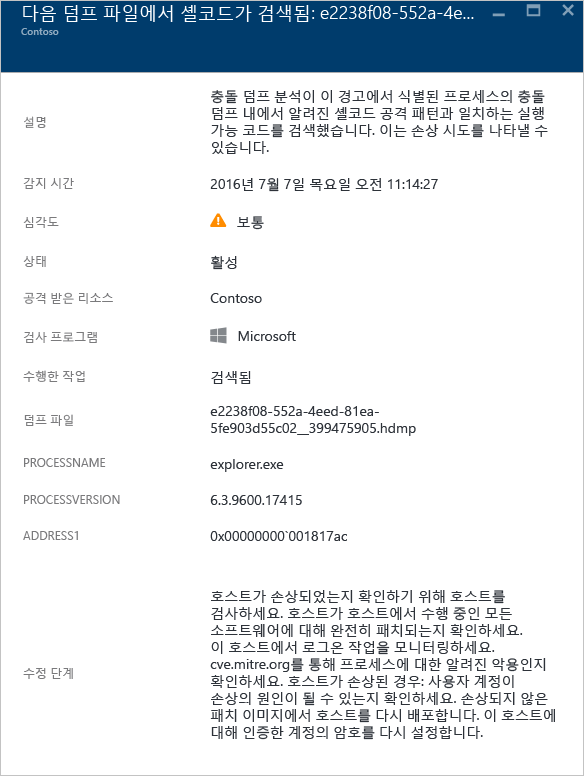 다음 덤프 파일에서 셸코드가 검색됨: e2238f08-552a-4e...
Contoso
설명
충돌 덤프 분석이 이 경고에서 식별된 프로세스의 충돌
덤프 내에서 알려진 셸코드 공격 패턴과 일치하는 실행
가능 코드를 검색했습니다. 이는 손상 시도를 나타낼 수
있습니다.
감지 시간
2016년 7월 7일 목요일 오전 11:14:27
심각도
보통
상태
활성
공격 받은 리소스
Contoso
검사 프로그램
Microsoft
수행한 작업
검색됨
덤프 파일
e2238f08-552a-4eed-81ea-
5fe903d55c02__399475905.hdmp
PROCESSNAME
explorer.exe
PROCESSVERSION
6.3.9600.17415
ADDRESS1
0x00000000`001817ac
수정 단계
호스트가 손상되었는지 확인하기 위해 호스트를
검사하세요. 호스트가 호스트에서 수행 중인 모든
소프트웨어에 대해 완전히 패치되는지 확인하세요.
이 호스트에서 로그온 작업을 모니터링하세요.
cve.mitre.org를 통해 프로세스에 대한 알려진 악용인지
확인하세요. 호스트가 손상된 경우: 사용자 계정이
손상의 원인이 될 수 있는지 확인하세요. 손상되지 않은
패치 이미지에서 호스트를 다시 배포합니다. 이 호스트에
대해 인증한 계정의 암호를 다시 설정합니다.